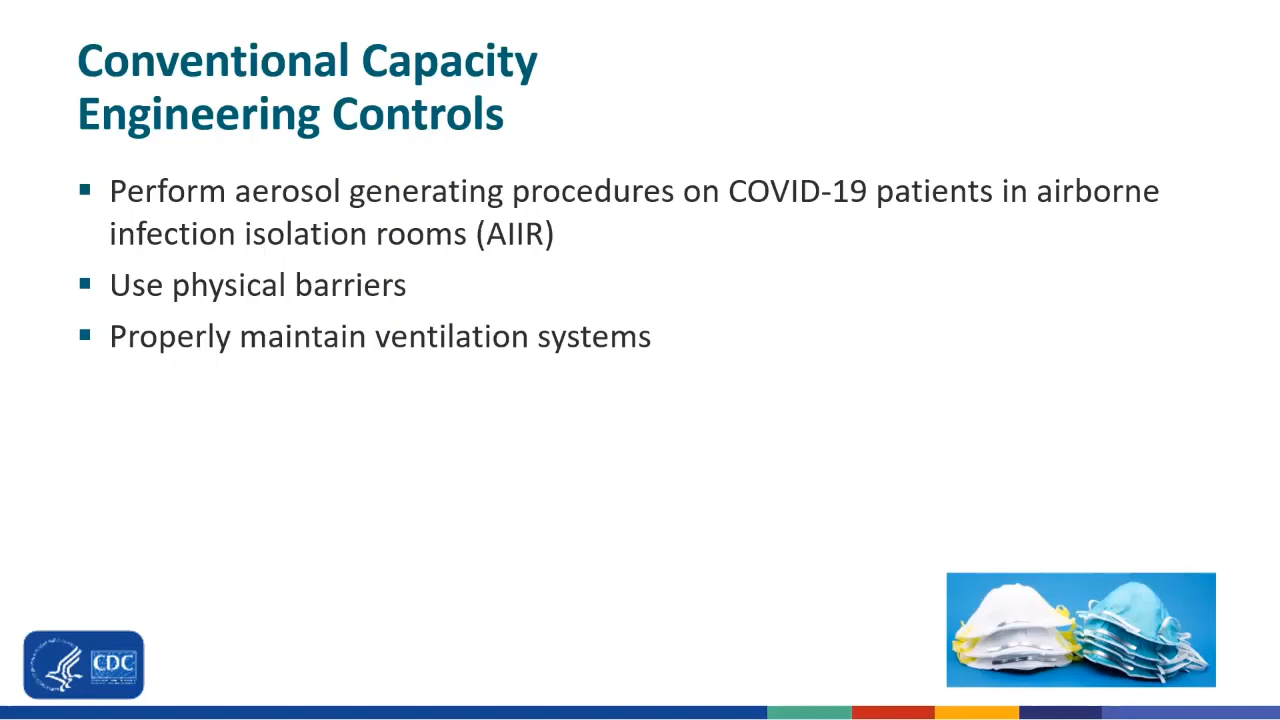 Conventional Capacity
Engineering Controls
▪ Perform aerosol generating procedures on COVID-19 patients in airborne
infection isolation rooms (AIIR)
▪ Use physical barriers
▪ Properly maintain ventilation systems
CDC